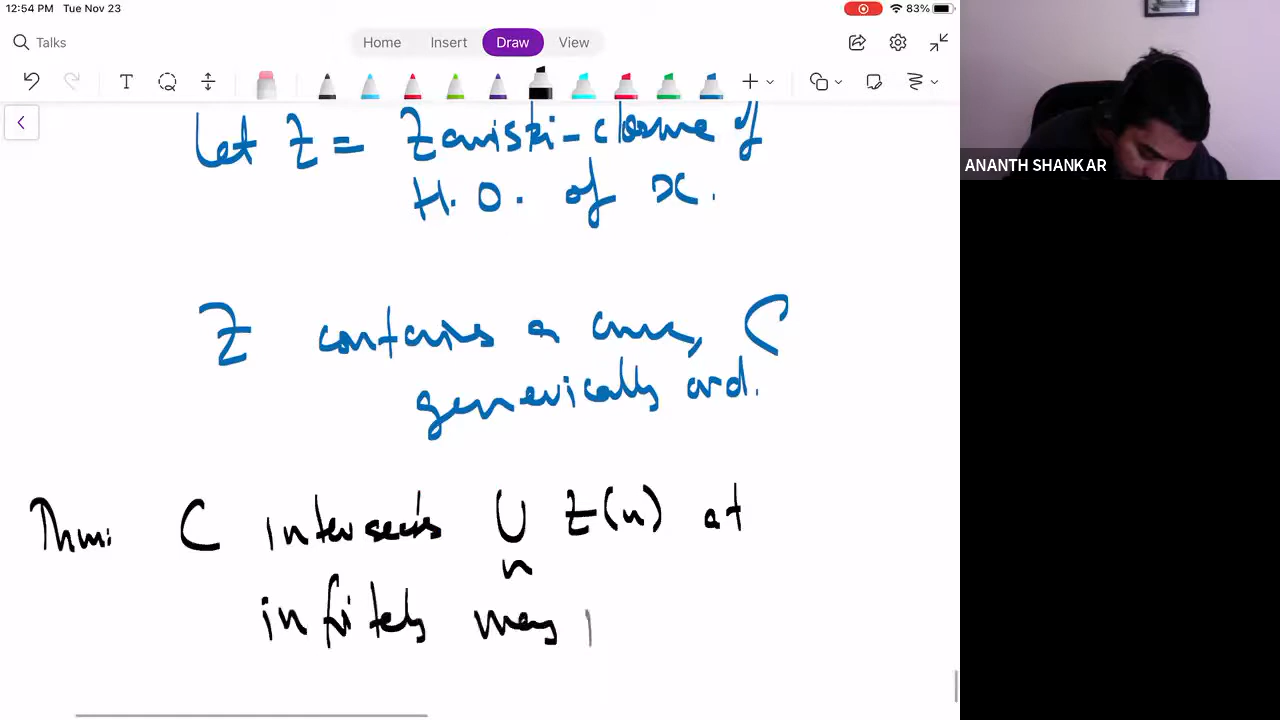 12:54 PM Tue Nov 23
83%
Talks
Home Insert Draw View
T
Let Z = Zariski-closure of
H.O. of x.
Z contains a curve, C
generically ord.
Thm: C intersects ∪ Z(n) at
n
infinitely many
ANANTH SHANKAR